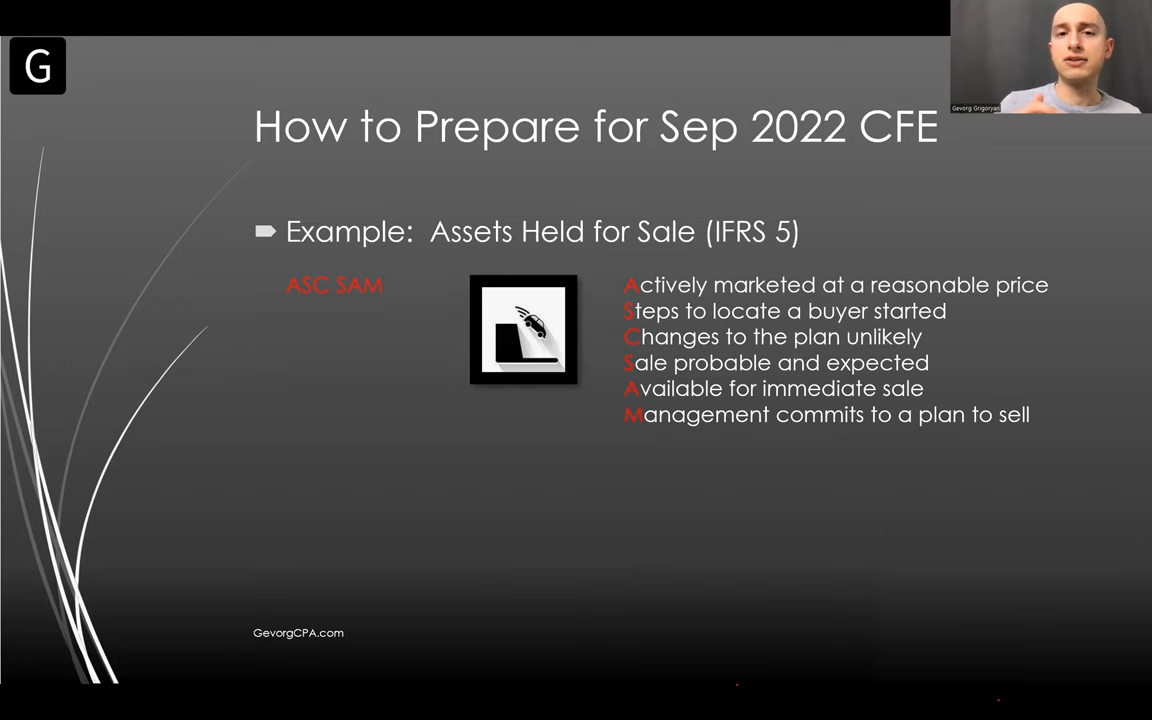 G
Gevorg Grigoryan
How to Prepare for Sep 2022 CFE
Example: Assets Held for Sale (IFRS 5)
ASC SAM
Actively marketed at a reasonable price
Steps to locate a buyer started
Changes to the plan unlikely
Sale probable and expected
Available for immediate sale
Management commits to a plan to sell
GevorgCPA.com